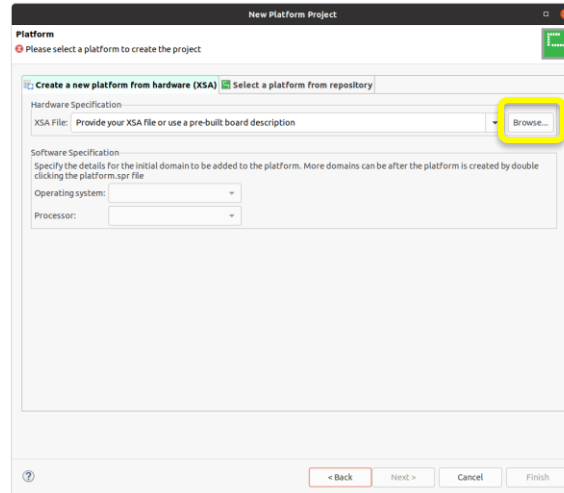 New Platform Project
Platform
Please select a platform to create the project
Create a new platform from hardware (XSA) Select a platform from repository
Hardware Specification
XSA File: Provide your XSA file or use a pre-built board description Browse...
Software Specification
Specify the details for the initial domain to be added to the platform. More domains can be after the platform is created by double
clicking the platform.spr file
Operating system:
Processor:
? < Back Next > Cancel Finish